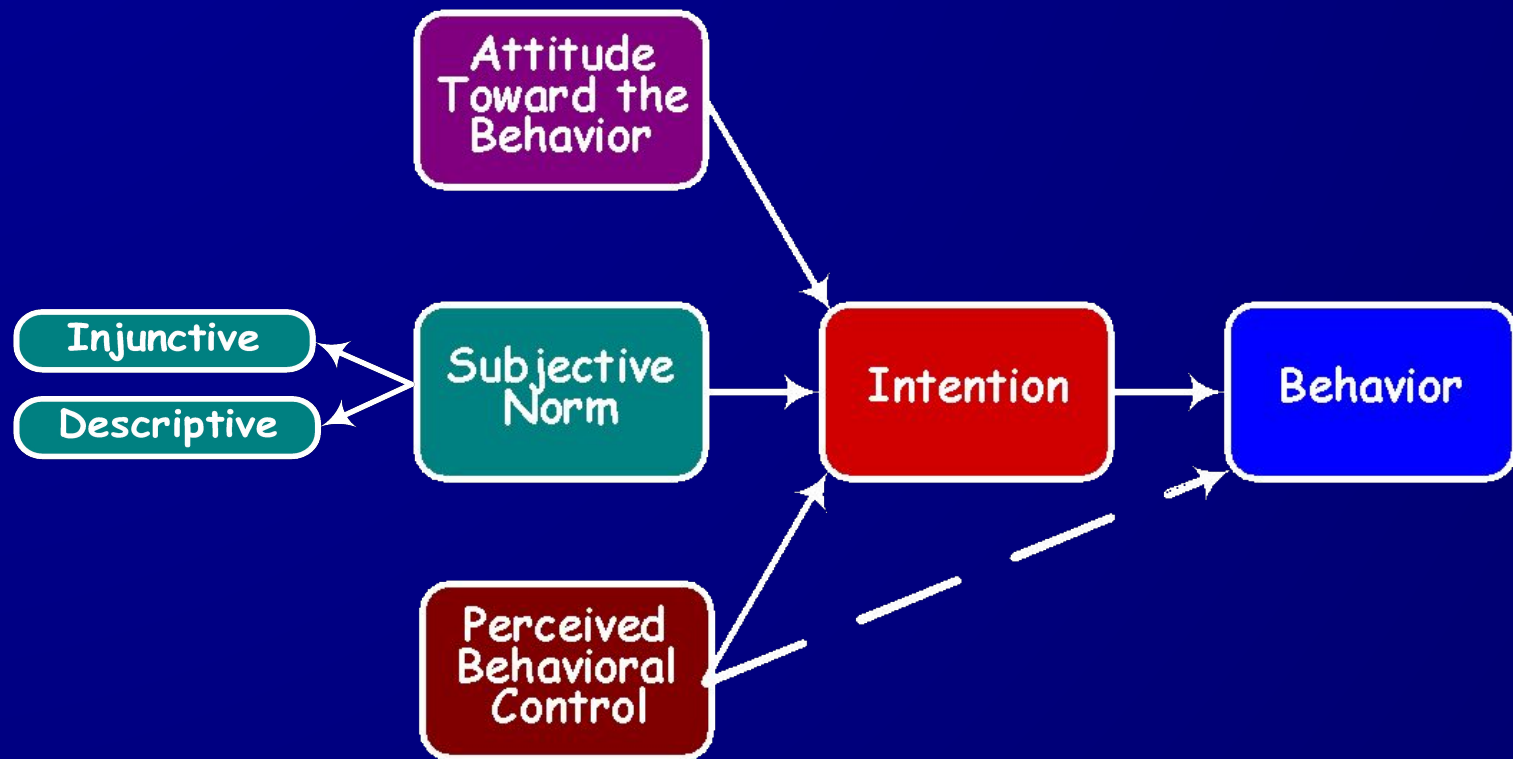 Attitude
Toward the
Behavior
Injunctive
Descriptive
Subjective
Norm
Intention
Behavior
Perceived
Behavioral
Control